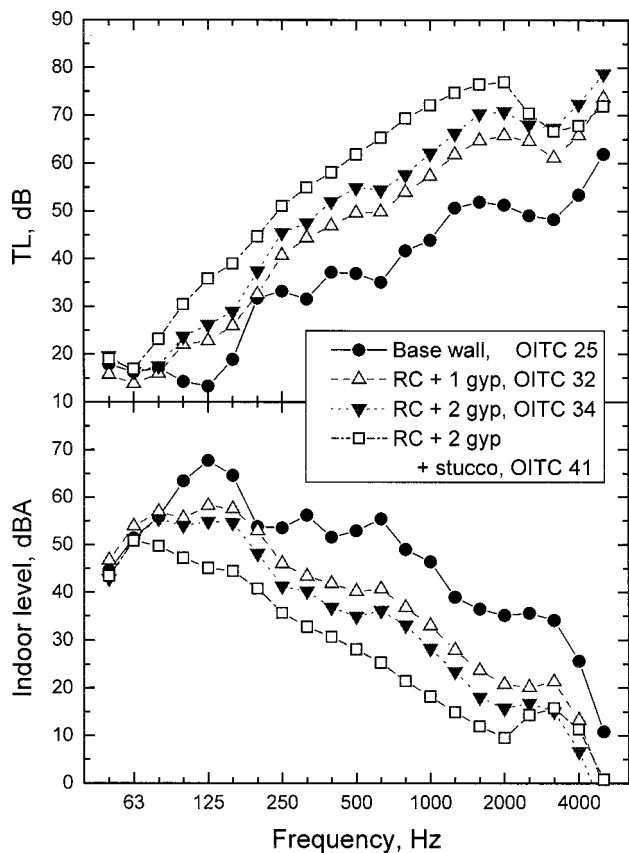 90
80
70
60
50
40
30
20
10
TL, dB
Base wall, OITC 25
RC + 1 gyp, OITC 32
RC + 2 gyp, OITC 34
RC + 2 gyp
+ stucco, OITC 41
70
60
50
40
30
20
10
0
Indoor level, dBA
63 125 250 500 1000 2000 4000
Frequency, Hz